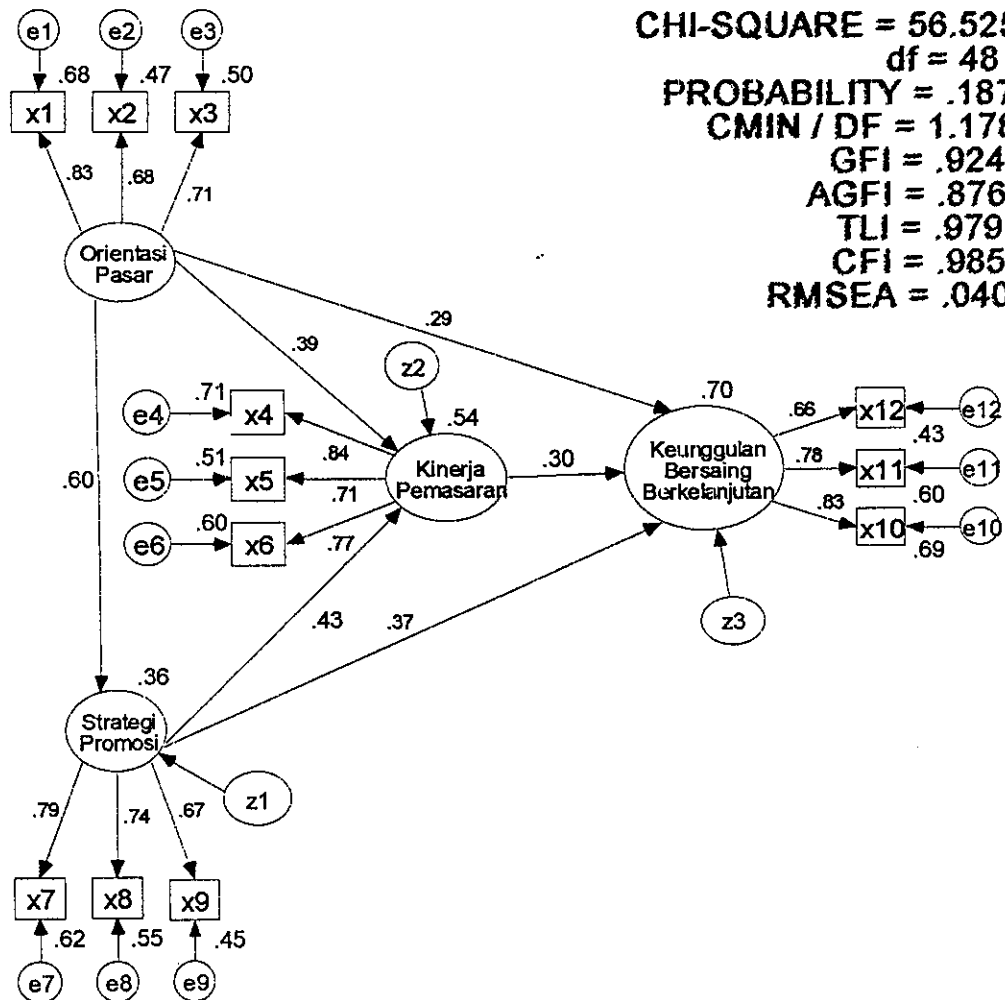 CHI-SQUARE = 56.525
df = 48
PROBABILITY = .187
CMIN / DF = 1.178
GFI = .924
AGFI = .876
TLI = .979
CFI = .985
RMSEA = .040
e1 e2 e3
.68 .47 .50
x1 x2 x3
.83 .68 .71
Orientasi
Pasar
.29
.39
.60
z2
.70
.54
e4 .71 x4
.84
e5 .51 x5
.71
e6 .60 x6
.77
Kinerja
Pemasaran
.30
Keunggulan
Bersaing
Berkelanjutan
.66 x12 e12
.43
.78 x11 e11
.60
.83 x10 e10
.69
.43
.37
z3
.36
Strategi
Promosi
z1
.79 .74 .67
x7 x8 x9
.62 .55 .45
e7 e8 e9